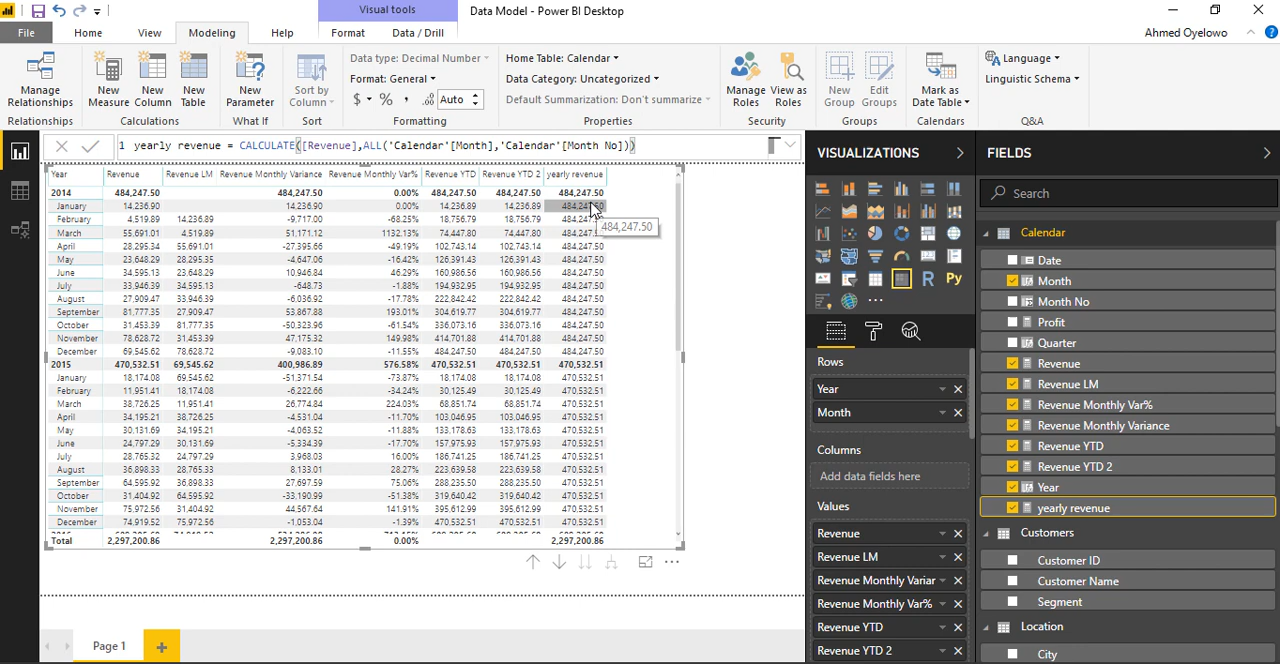 Visual tools
Data Model - Power BI Desktop
File Home View Modeling Help Format Data / Drill
Ahmed Oyelowo
Manage Relationships
Relationships
New Measure
New Column
New Table
Calculations
New Parameter
What If
Sort by Column
Sort
Data type: Decimal Number
Format: General
$ % , .00 Auto
Formatting
Home Table: Calendar
Data Category: Uncategorized
Default Summarization: Don't summarize
Properties
Manage Roles
View as Roles
Security
New Group
Edit Groups
Groups
Mark as Date Table
Calendars
Language
Linguistic Schema
Q&A
1 yearly revenue = CALCULATE([Revenue],ALL('Calendar'[Month],'Calendar'[Month No]))
Year Revenue Revenue LM Revenue Monthly Variance Revenue Monthly Var% Revenue YTD Revenue YTD 2 yearly revenue
2014 484,247.50 484,247.50 0.00% 484,247.50 484,247.50 484,247.50
January 14,236.90 14,236.90 0.00% 14,236.89 14,236.89
484,247.50
February 4,519.89 14,236.89 -9,717.00 -68.25% 18,756.79 18,756.79
March 55,691.01 4,519.89 51,171.12 1132.13% 74,447.80 74,447.80
April 28,295.34 55,691.01 -27,395.66 -49.19% 102,743.14 102,743.14 484,247.50
May 23,648.29 28,295.35 -4,647.06 -16.42% 126,391.43 126,391.43 484,247.50
June 34,595.13 23,648.29 10,946.84 46.29% 160,986.56 160,986.56 484,247.50
July 33,946.39 34,595.13 -648.73 -1.88% 194,932.95 194,932.95 484,247.50
August 27,909.47 33,946.39 -6,036.92 -17.78% 222,842.42 222,842.42 484,247.50
September 81,777.35 27,909.47 53,867.88 193.01% 304,619.77 304,619.77 484,247.50
October 31,453.39 81,777.35 -50,323.96 -61.54% 336,073.16 336,073.16 484,247.50
November 78,628.72 31,453.39 47,175.32 149.98% 414,701.88 414,701.88 484,247.50
December 69,545.62 78,628.72 -9,083.10 -11.55% 484,247.50 484,247.50 484,247.50
2015 470,532.51 69,545.62 400,986.89 576.58% 470,532.51 470,532.51 470,532.51
January 18,174.08 69,545.62 -51,371.54 -73.87% 18,174.08 18,174.08 470,532.51
February 11,951.41 18,174.08 -6,222.66 -34.24% 30,125.49 30,125.49 470,532.51
March 38,726.25 11,951.41 26,774.84 224.03% 68,851.74 68,851.74 470,532.51
April 34,195.21 38,726.25 -4,531.04 -11.70% 103,046.95 103,046.95 470,532.51
May 30,131.69 34,195.21 -4,063.52 -11.88% 133,178.63 133,178.63 470,532.51
June 24,797.29 30,131.69 -5,334.39 -17.70% 157,975.93 157,975.93 470,532.51
July 28,765.32 24,797.29 3,968.03 16.00% 186,741.25 186,741.25 470,532.51
August 36,898.33 28,765.33 8,133.01 28.27% 223,639.58 223,639.58 470,532.51
September 64,595.92 36,898.33 27,697.59 75.06% 288,235.50 288,235.50 470,532.51
October 31,404.92 64,595.92 -33,190.99 -51.38% 319,640.42 319,640.42 470,532.51
November 75,972.56 31,404.92 44,567.64 141.91% 395,612.99 395,612.99 470,532.51
December 74,919.52 75,972.56 -1,053.04 -1.39% 470,532.51 470,532.51 470,532.51
Total 2,297,200.86 2,297,200.86 0.00% 2,297,200.86
Page 1
VISUALIZATIONS
R Py
Rows
Year
Month
Columns
Add data fields here
Values
Revenue
Revenue LM
Revenue Monthly Variar
Revenue Monthly Var%
Revenue YTD
Revenue YTD 2
FIELDS
Search
Calendar
Date
Month
Month No
Profit
Quarter
Revenue
Revenue LM
Revenue Monthly Var%
Revenue Monthly Variance
Revenue YTD
Revenue YTD 2
Year
yearly revenue
Customers
Customer ID
Customer Name
Segment
Location
City